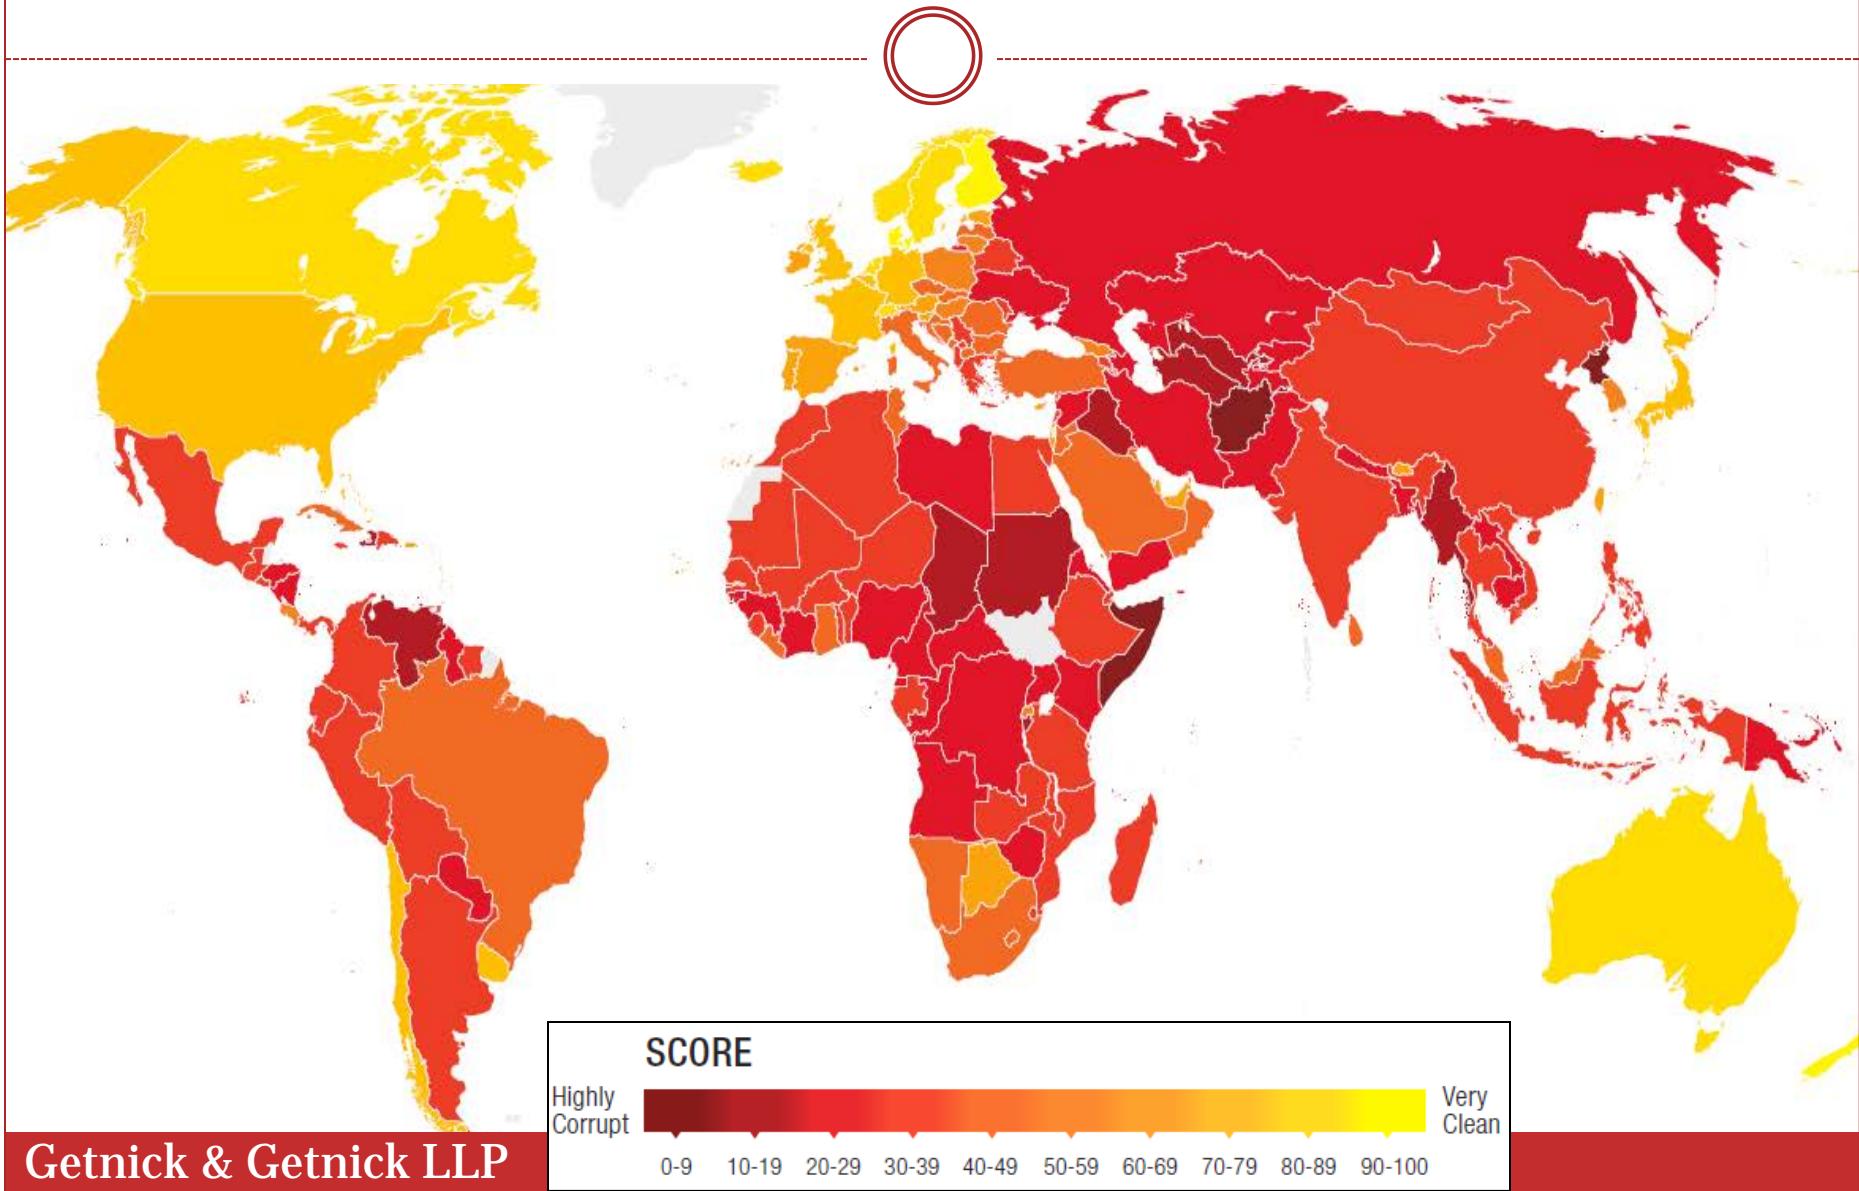 SCORE
Highly
Corrupt
Very
Clean
0-9 10-19 20-29 30-39 40-49 50-59 60-69 70-79 80-89 90-100
Getnick & Getnick LLP